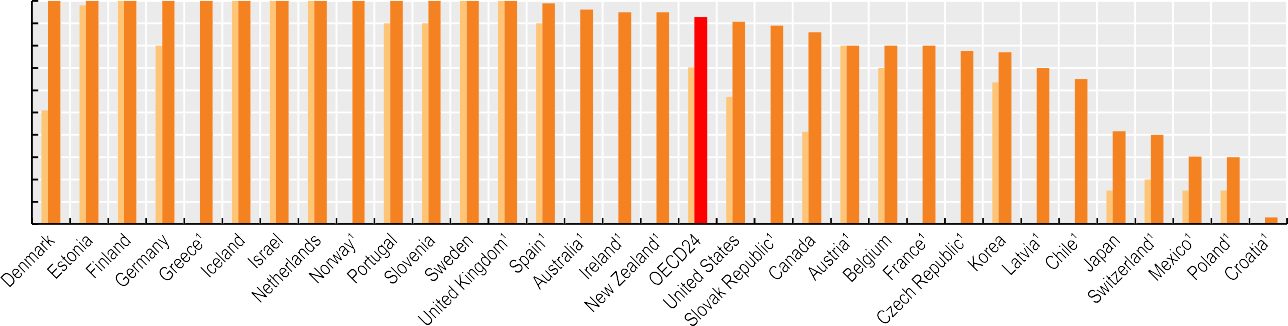 Denmark
Estonia
Finland
Germany
Greece¹
Iceland
Israel
Netherlands
Norway¹
Portugal
Slovenia
Sweden
United Kingdom¹
Spain¹
Australia¹
Ireland¹
New Zealand¹
OECD24
United States
Slovak Republic¹
Canada
Austria¹
Belgium
France¹
Czech Republic¹
Korea
Latvia¹
Chile¹
Japan
Switzerland¹
Mexico¹
Poland¹
Croatia¹